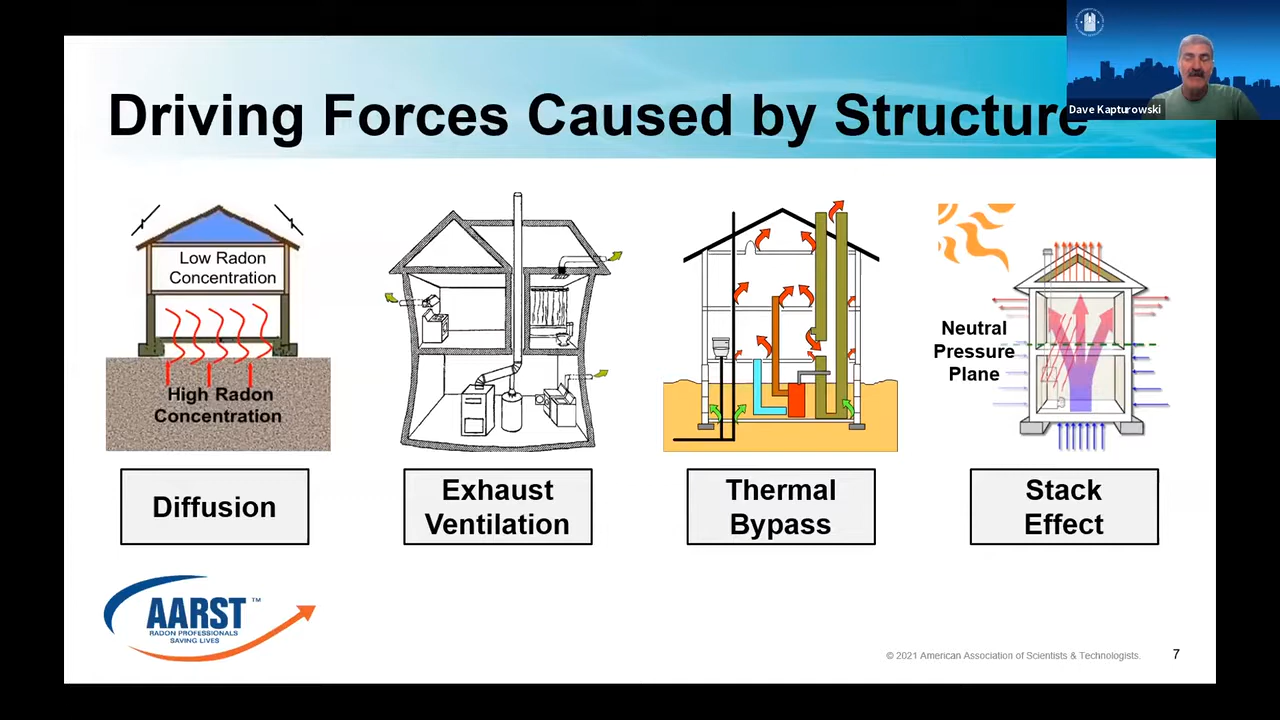 Driving Forces Caused by Structure
Dave Kapturowski
Low Radon
Concentration
High Radon
Concentration
Neutral
Pressure
Plane
Diffusion
Exhaust
Ventilation
Thermal
Bypass
Stack
Effect
AARST™
RADON PROFESSIONALS
SAVING LIVES
© 2021 American Association of Scientists & Technologists.
7